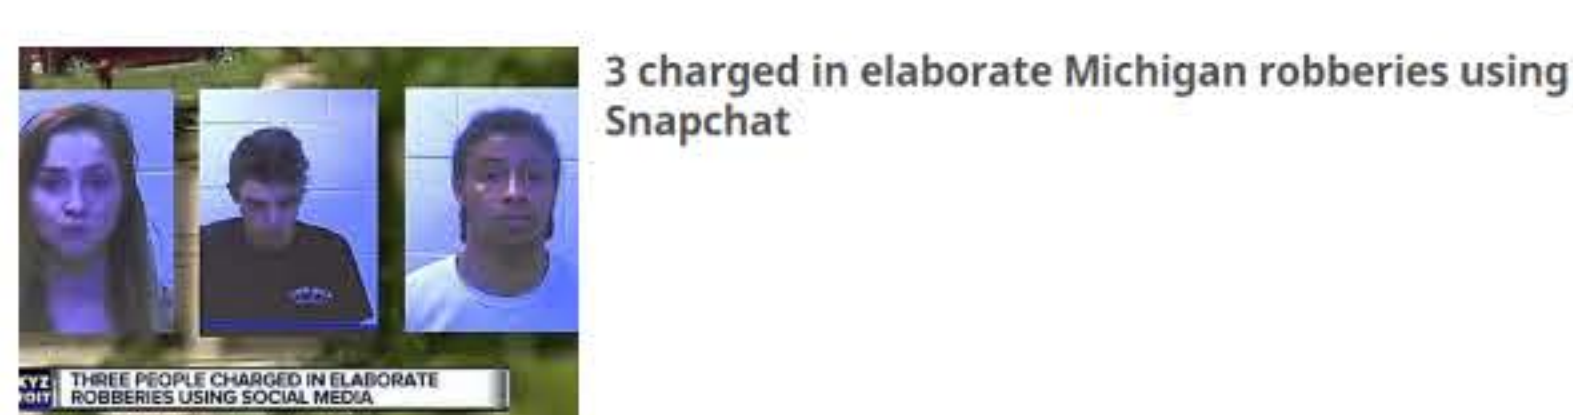 3 charged in elaborate Michigan robberies using
Snapchat
THREE PEOPLE CHARGED IN ELABORATE
ROBBERIES USING SOCIAL MEDIA